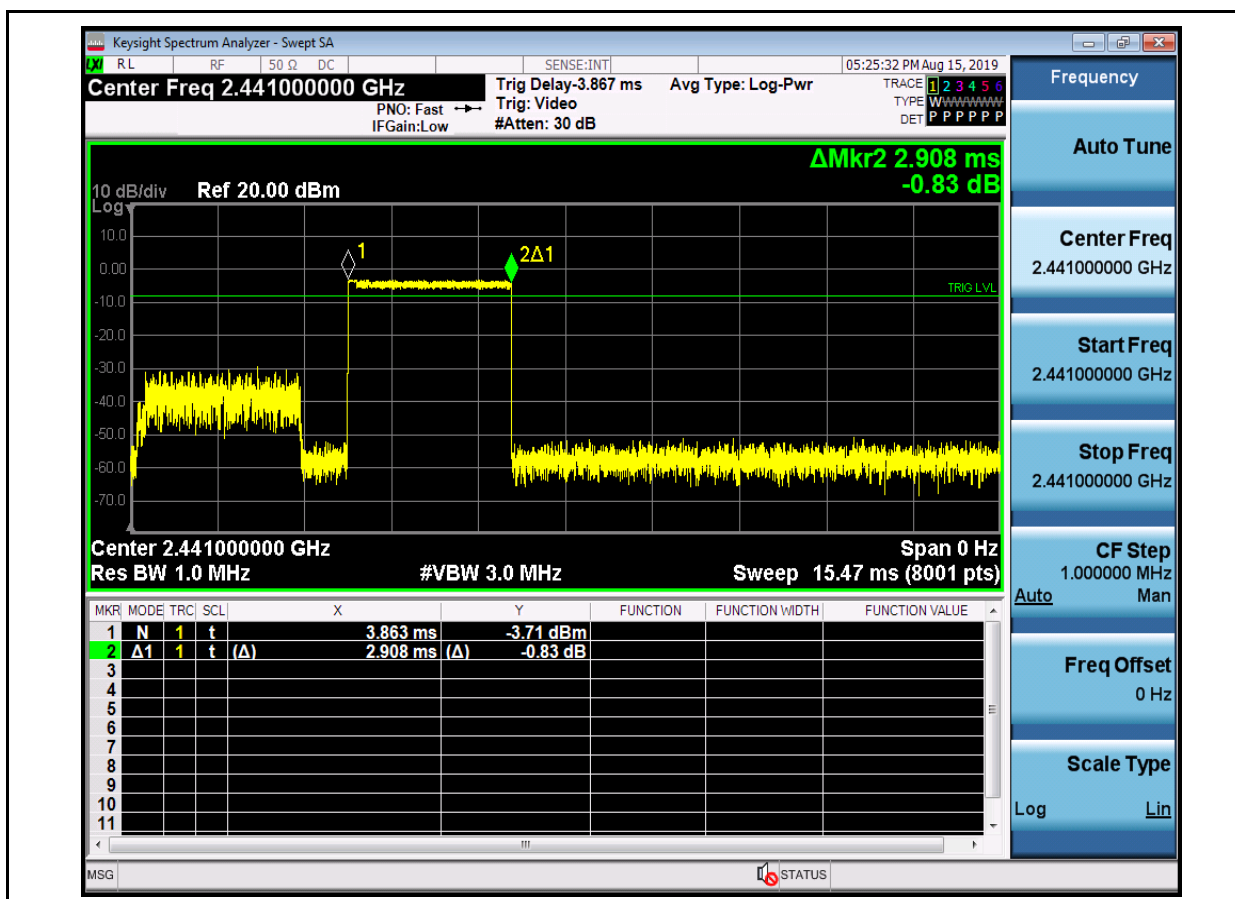 Keysight Spectrum Analyzer - Swept SA
LXI RL RF 50 Ω DC SENSE:INT 05:25:32 PM Aug 15, 2019
Center Freq 2.441000000 GHz
PNO: Fast
IFGain:Low
Trig Delay-3.867 ms
Trig: Video
#Atten: 30 dB
Avg Type: Log-Pwr
TRACE 1 2 3 4 5 6
TYPE WWWWWW
DET P P P P P P
ΔMkr2 2.908 ms
-0.83 dB
10 dB/div Ref 20.00 dBm
Log
10.0
0.00
-10.0
-20.0
-30.0
-40.0
-50.0
-60.0
-70.0
1
2Δ1
TRIG LVL
Center 2.441000000 GHz Span 0 Hz
Res BW 1.0 MHz #VBW 3.0 MHz Sweep 15.47 ms (8001 pts)
MKR MODE TRC SCL X Y FUNCTION FUNCTION WIDTH FUNCTION VALUE
1 N 1 t 3.863 ms -3.71 dBm
2 Δ1 1 t (Δ) 2.908 ms (Δ) -0.83 dB
3
4
5
6
7
8
9
10
11
MSG STATUS
Frequency
Auto Tune
Center Freq
2.441000000 GHz
Start Freq
2.441000000 GHz
Stop Freq
2.441000000 GHz
CF Step
1.000000 MHz
Auto Man
Freq Offset
0 Hz
Scale Type
Log Lin